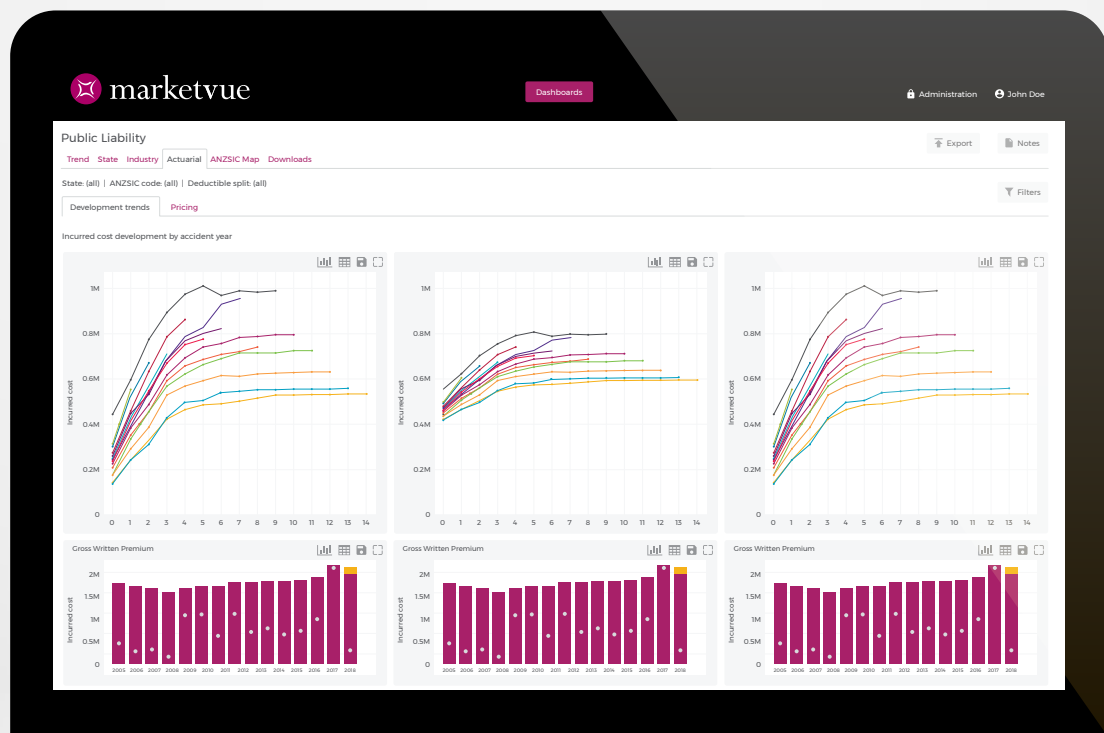 marketvue
Dashboards
Administration
John Doe
Public Liability
Export
Notes
Trend State Industry Actuarial ANZSIC Map Downloads
State: (all) | ANZSIC code: (all) | Deductible split: (all)
Filters
Development trends Pricing
Incurred cost development by accident year
Incurred cost
1M
0.8M
0.6M
0.4M
0.2M
0
0 1 2 3 4 5 6 7 8 9 10 11 12 13 14
Incurred cost
1M
0.8M
0.6M
0.4M
0.2M
0
0 1 2 3 4 5 6 7 8 9 10 11 12 13 14
Incurred cost
1M
0.8M
0.6M
0.4M
0.2M
0
0 1 2 3 4 5 6 7 8 9 10 11 12 13 14
Gross Written Premium
Incurred cost
2M
1.5M
1M
0.5M
0
2005 2006 2007 2008 2009 2010 2011 2012 2013 2014 2015 2016 2017 2018
Gross Written Premium
Incurred cost
2M
1.5M
1M
0.5M
0
2005 2006 2007 2008 2009 2010 2011 2012 2013 2014 2015 2016 2017 2018
Gross Written Premium
Incurred cost
2M
1.5M
1M
0.5M
0
2005 2006 2007 2008 2009 2010 2011 2012 2013 2014 2015 2016 2017 2018